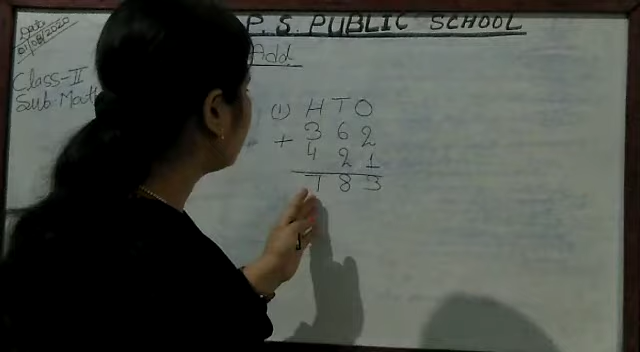 P. S. PUBLIC SCHOOL
Date
01/08/2020
Add
Class-II
Sub-Math
(1) H T O
3 6 2
+ 4 2 1
7 8 3